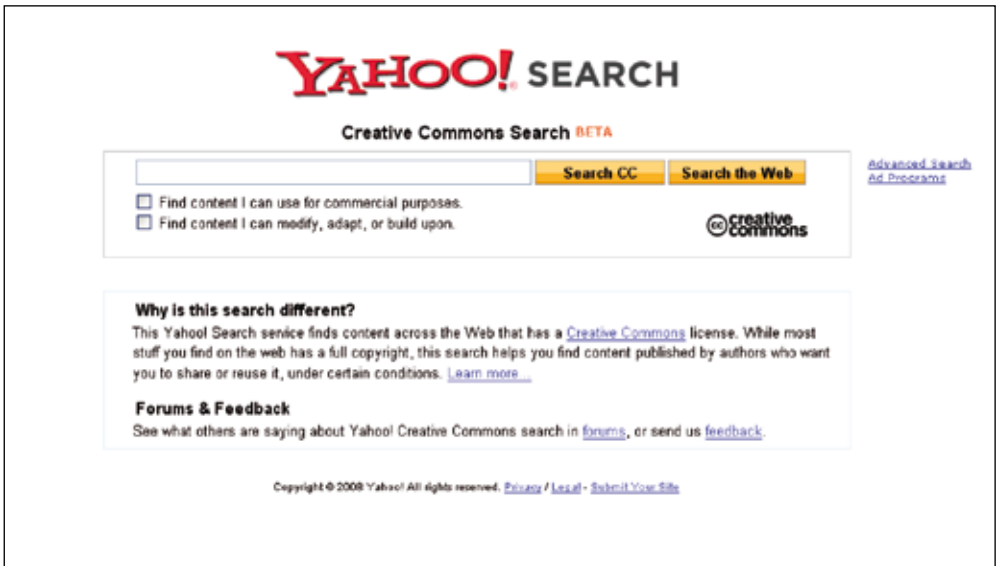 YAHOO! SEARCH
Creative Commons Search BETA
Search CC Search the Web
Advanced Search
Ad Programs
Find content I can use for commercial purposes.
Find content I can modify, adapt, or build upon.
cc creative commons
Why is this search different?
This Yahoo! Search service finds content across the Web that has a Creative Commons license. While most
stuff you find on the web has a full copyright, this search helps you find content published by authors who want
you to share or reuse it, under certain conditions. Learn more...
Forums & Feedback
See what others are saying about Yahoo! Creative Commons search in forums, or send us feedback.
Copyright © 2008 Yahoo! All rights reserved. Privacy / Legal - Submit Your Site